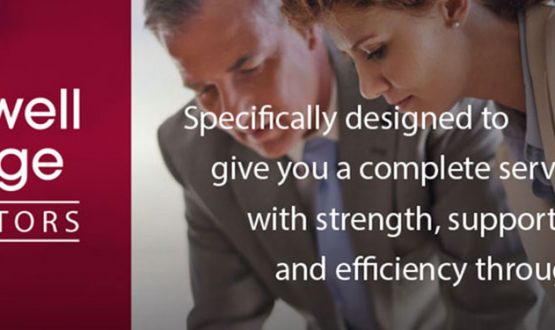 well
ge
TORS
Specifically designed to
give you a complete serv
with strength, support
and efficiency throu